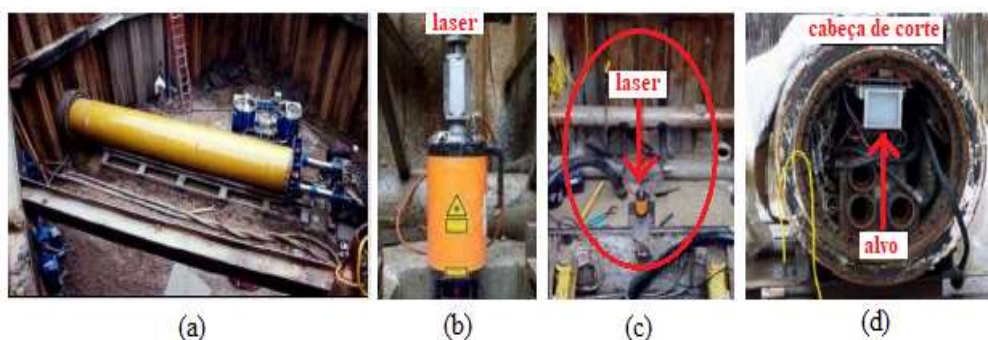 laser
laser
cabeça de corte
alvo
(a)
(b)
(c)
(d)